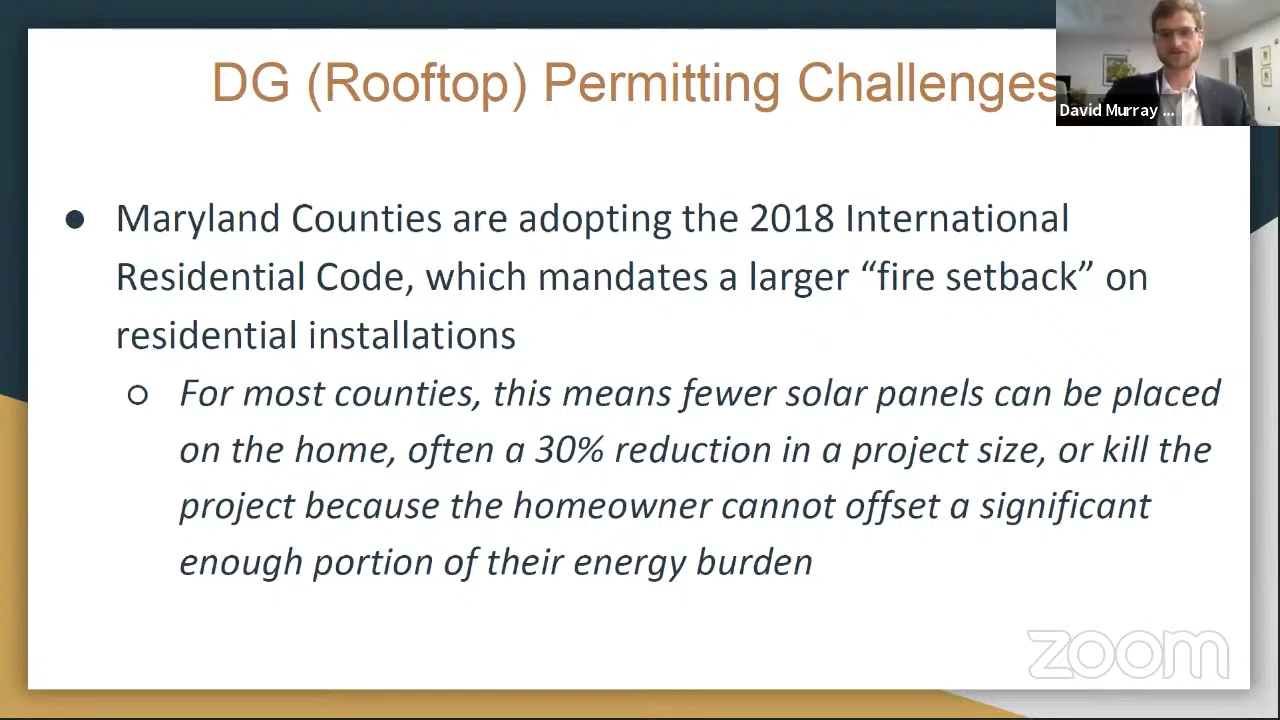 DG (Rooftop) Permitting Challenges
David Murray ...
● Maryland Counties are adopting the 2018 International
Residential Code, which mandates a larger “fire setback” on
residential installations
○ For most counties, this means fewer solar panels can be placed
on the home, often a 30% reduction in a project size, or kill the
project because the homeowner cannot offset a significant
enough portion of their energy burden
zoom